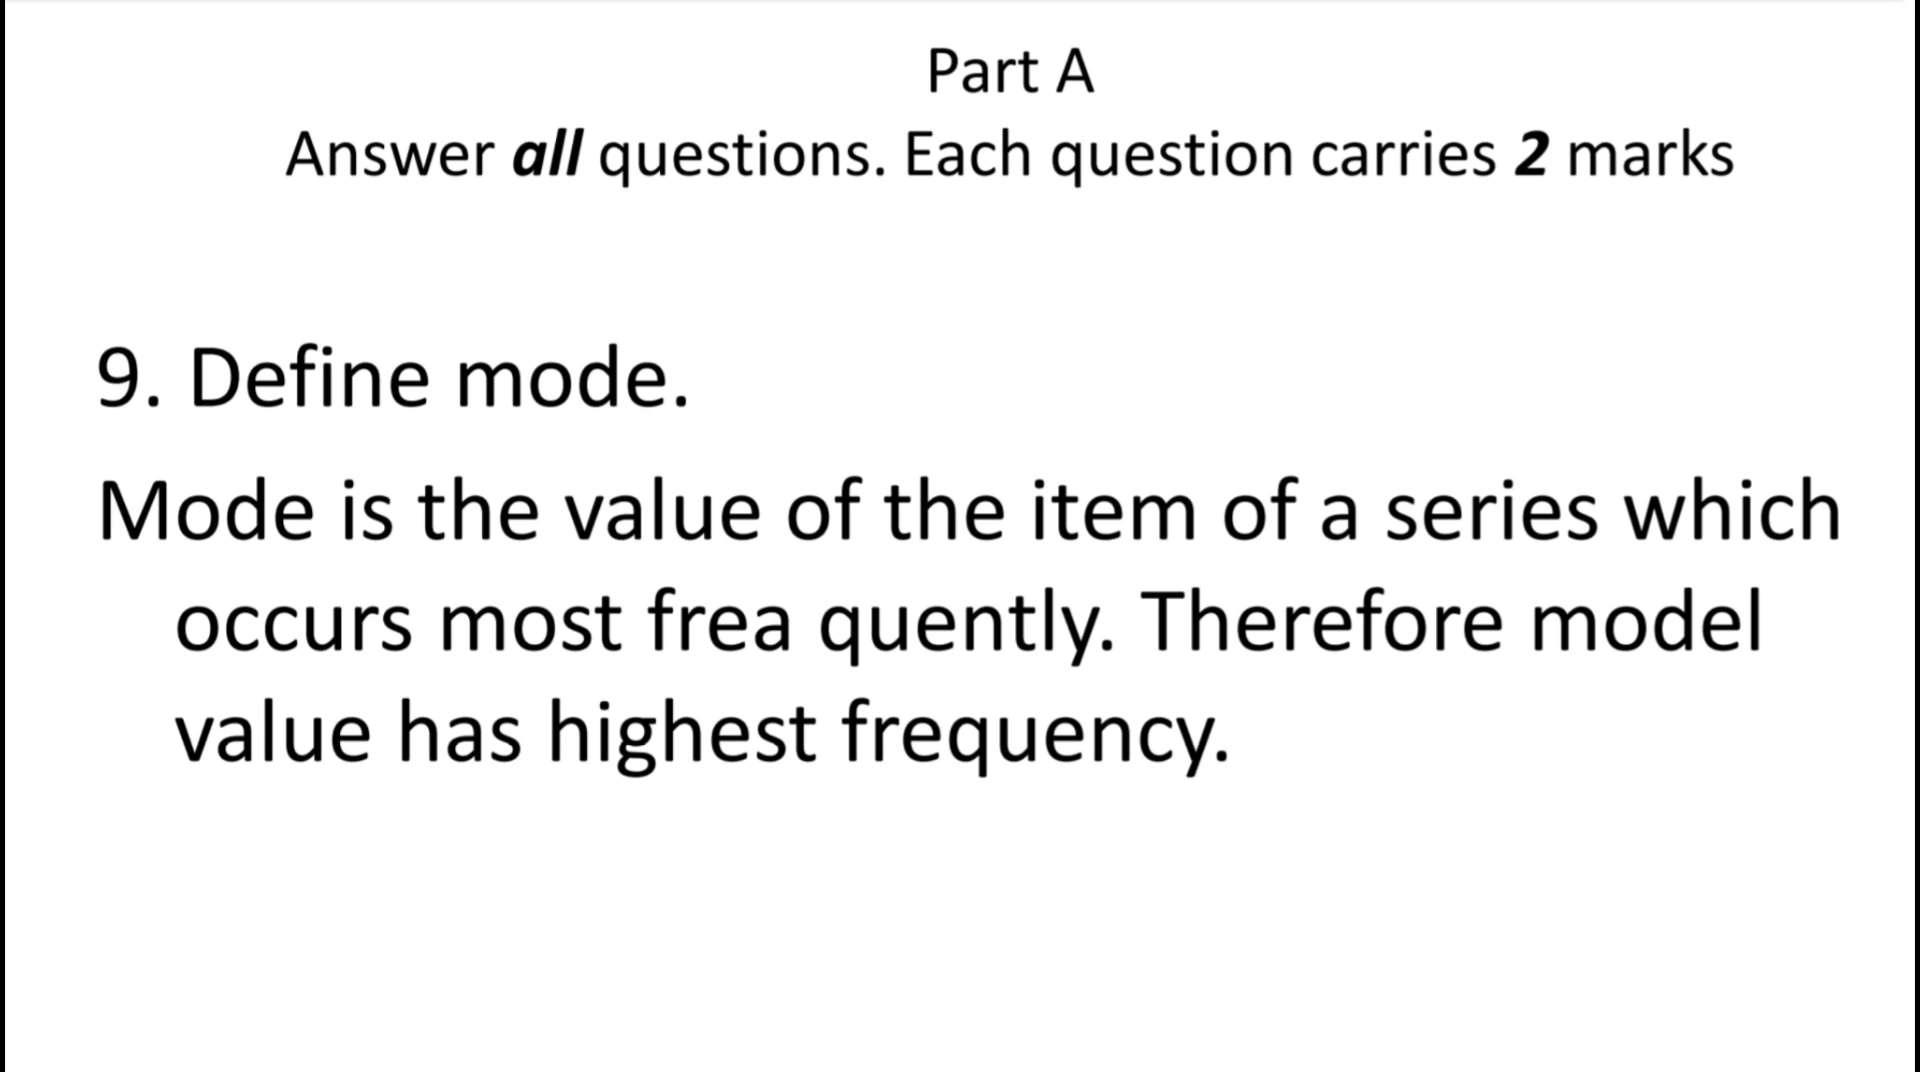 Part A
Answer all questions. Each question carries 2 marks
9. Define mode.
Mode is the value of the item of a series which
occurs most frea quently. Therefore model
value has highest frequency.